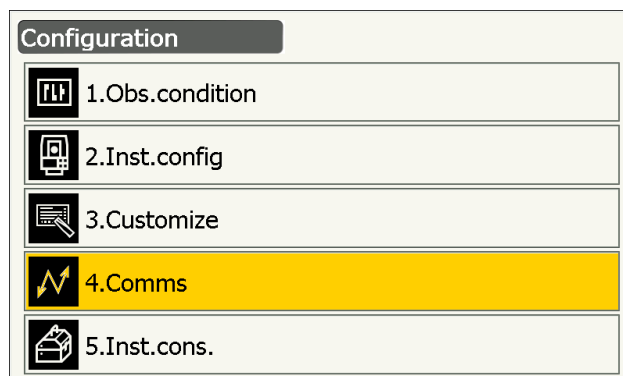 Configuration
1.Obs.condition
2.Inst.config
3.Customize
4.Comms
5.Inst.cons.